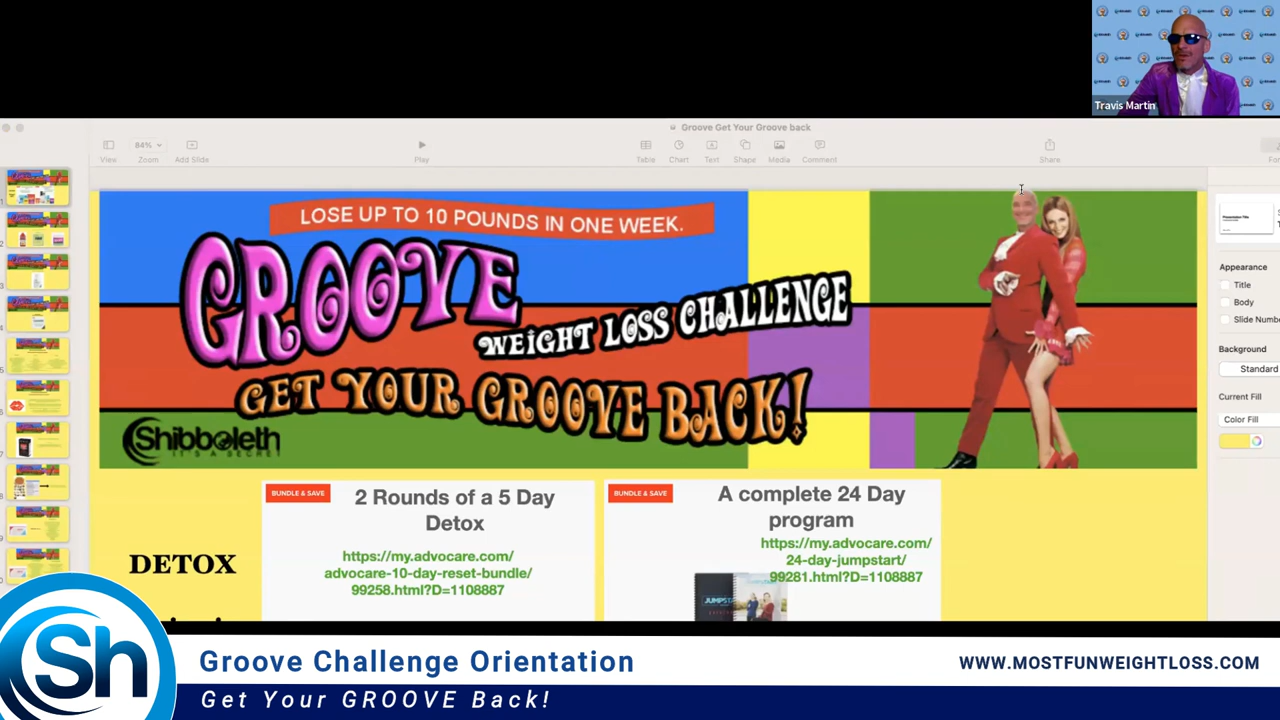 Travis Martin
Groove Get Your Groove back
84%
View
Zoom
Add Slide
Play
Table
Chart
Text
Shape
Media
Comment
Share
LOSE UP TO 10 POUNDS IN ONE WEEK.
GROOVE
WEIGHT LOSS CHALLENGE
GET YOUR GROOVE BACK!
Shibboleth
IT'S A SECRET
Appearance
Title
Body
Slide Numbe
Background
Standard
Current Fill
Color Fill
BUNDLE & SAVE
2 Rounds of a 5 Day
Detox
https://my.advocare.com/
advocare-10-day-reset-bundle/
99258.html?D=1108887
BUNDLE & SAVE
A complete 24 Day
program
https://my.advocare.com/
24-day-jumpstart/
99281.html?D=1108887
DETOX
Sh
Groove Challenge Orientation
Get Your GROOVE Back!
WWW.MOSTFUNWEIGHTLOSS.COM